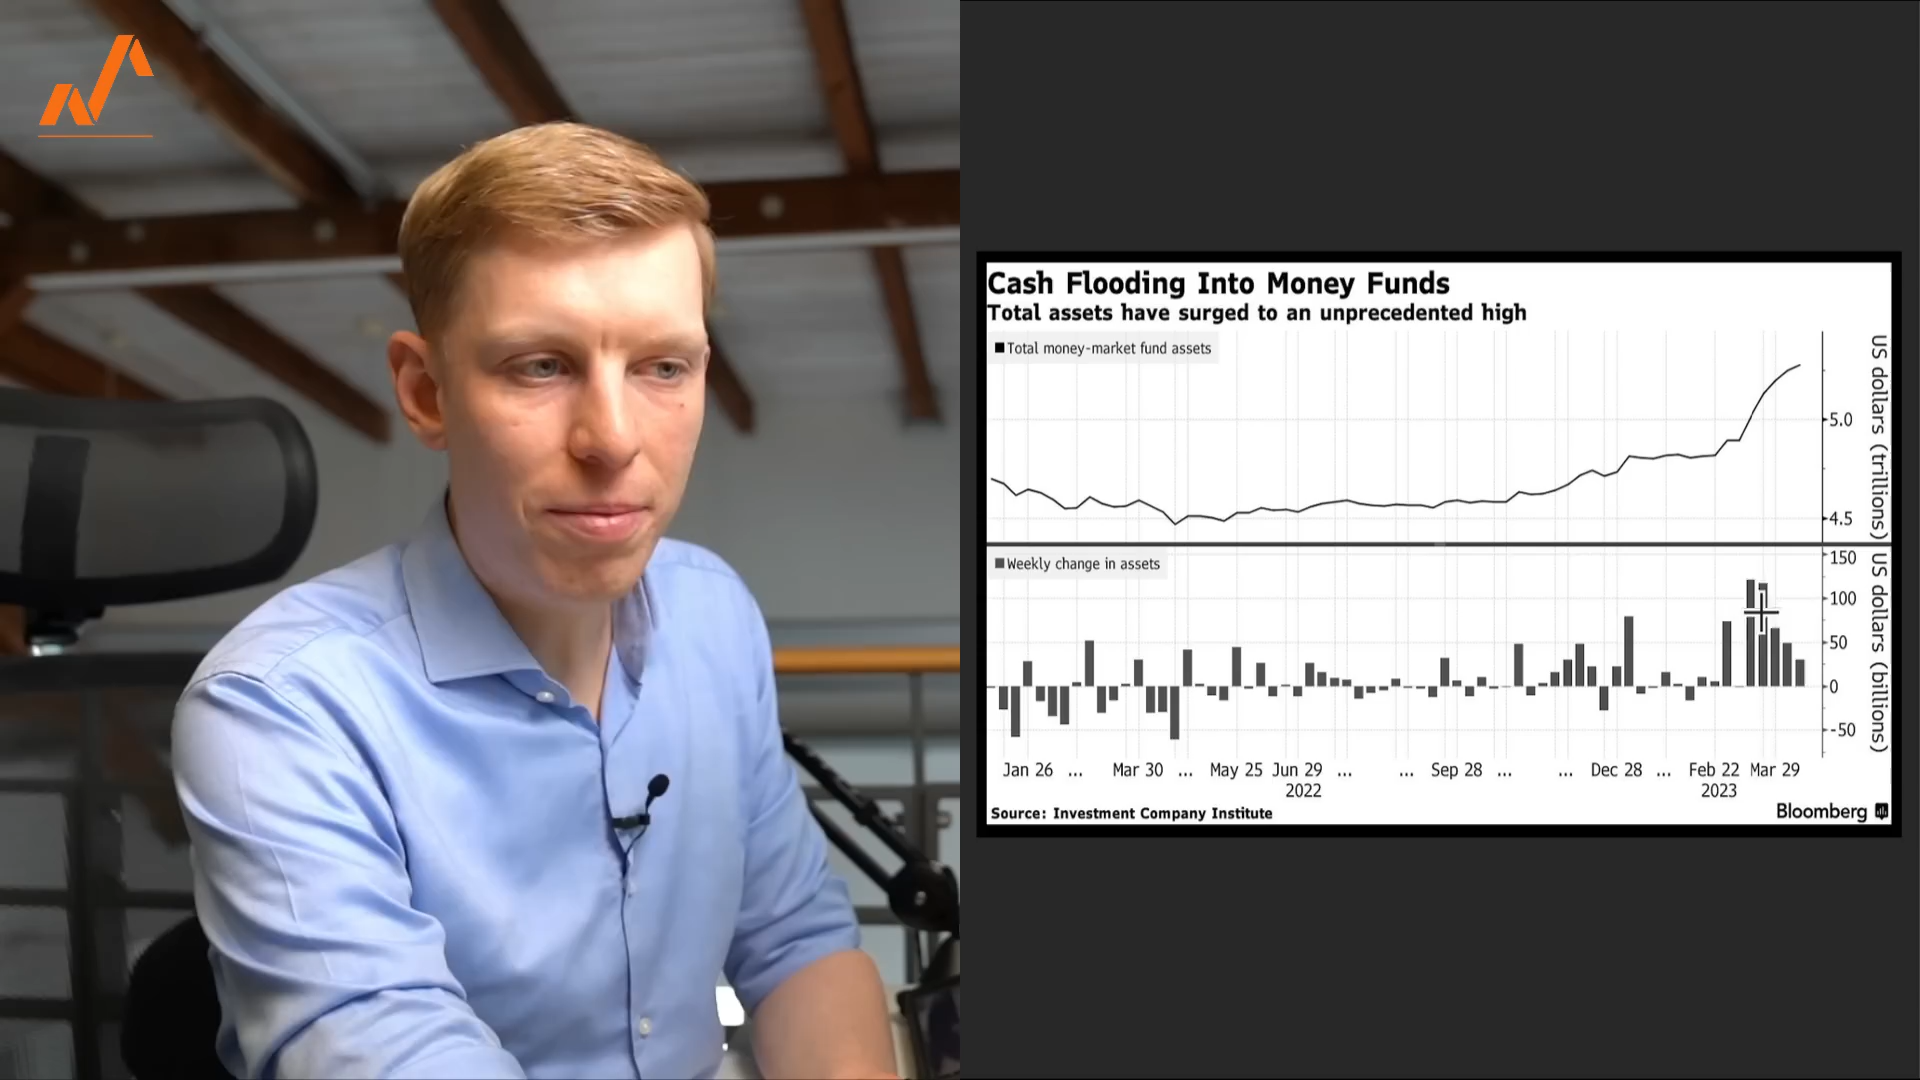 Cash Flooding Into Money Funds
Total assets have surged to an unprecedented high
Total money-market fund assets
5.0
4.5
US dollars (trillions)
Weekly change in assets
150
100
50
0
-50
US dollars (billions)
Jan 26 ... Mar 30 ... May 25 Jun 29 ... ... Sep 28 ... ... Dec 28 ... Feb 22 Mar 29
2022 2023
Source: Investment Company Institute
Bloomberg